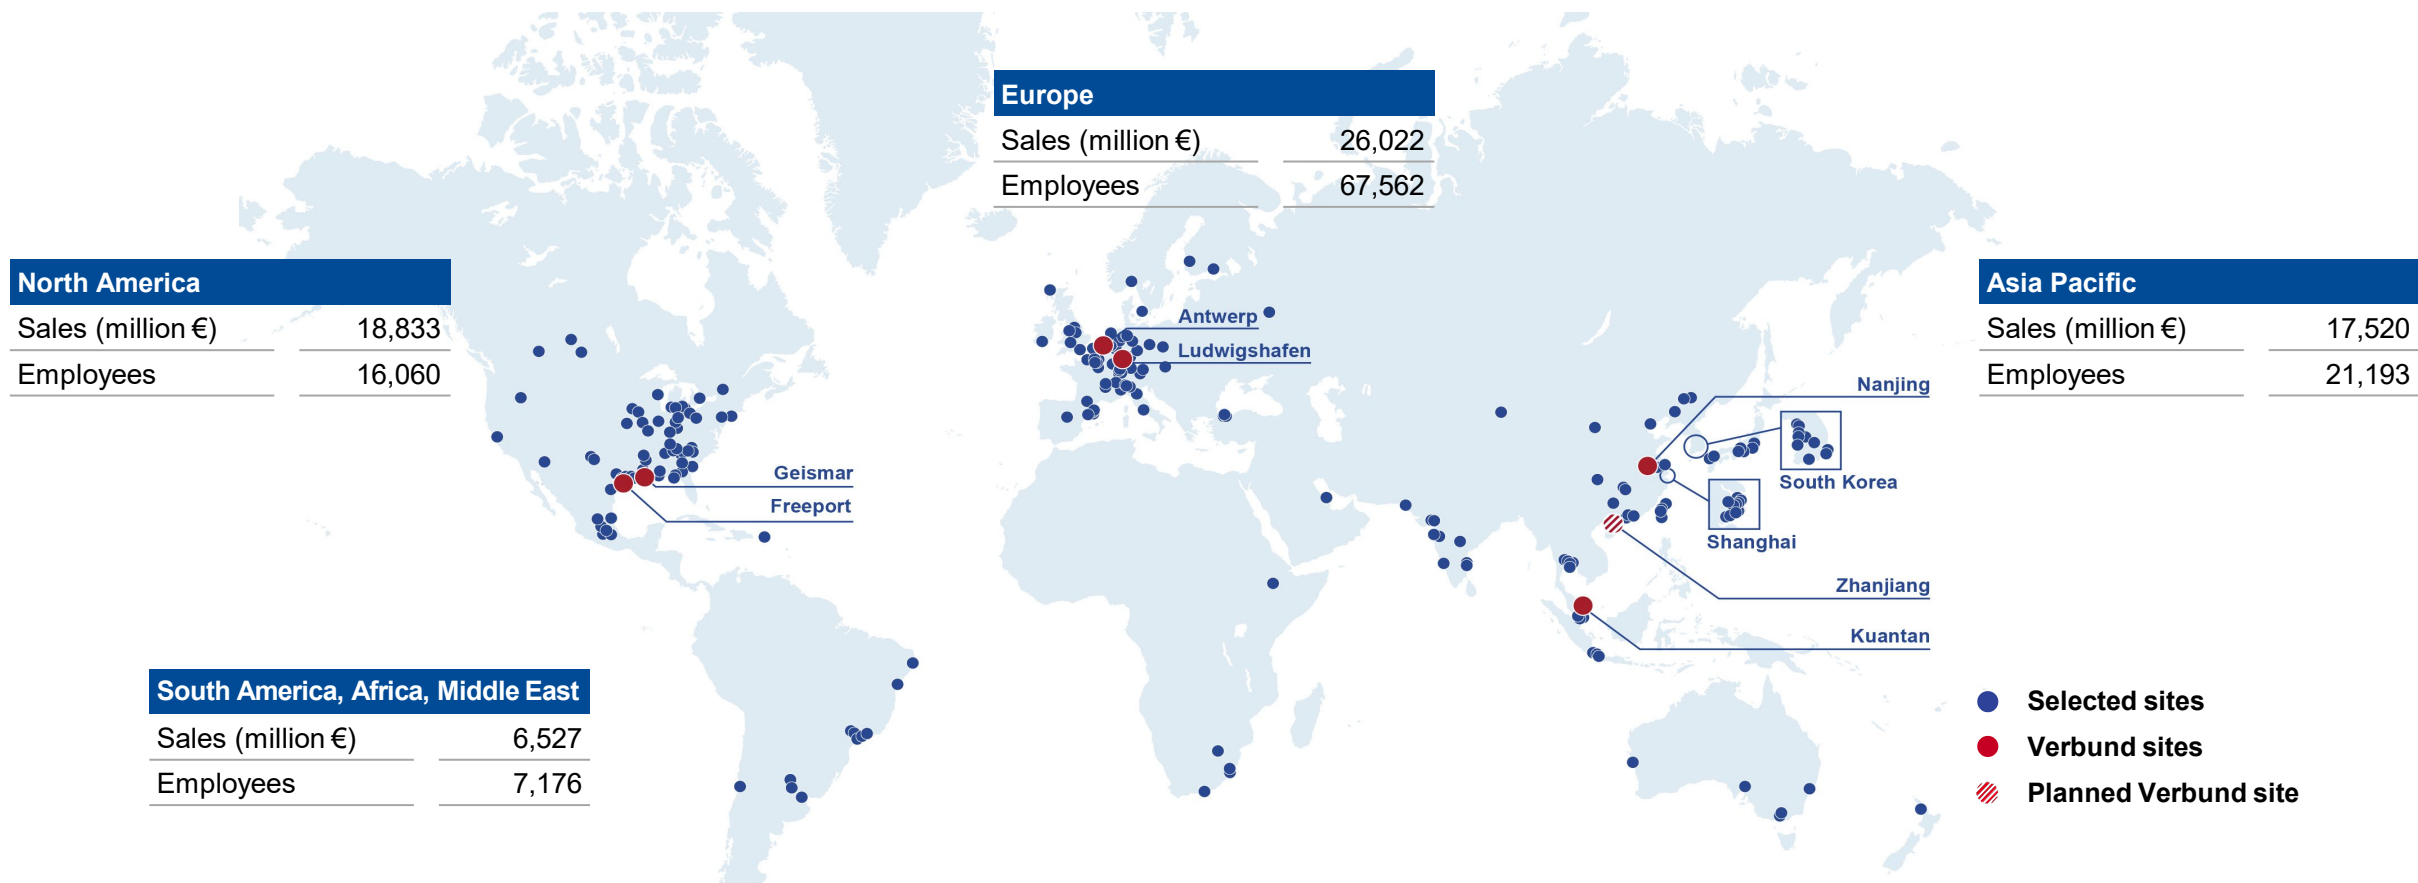 Europe
Sales (million €) 26,022
Employees 67,562
North America
Sales (million €) 18,833
Employees 16,060
Asia Pacific
Sales (million €) 17,520
Employees 21,193
Antwerp
Ludwigshafen
Nanjing
Geismar
Freeport
South Korea
Shanghai
Zhanjiang
Kuantan
South America, Africa, Middle East
Sales (million €) 6,527
Employees 7,176
Selected sites
Verbund sites
Planned Verbund site